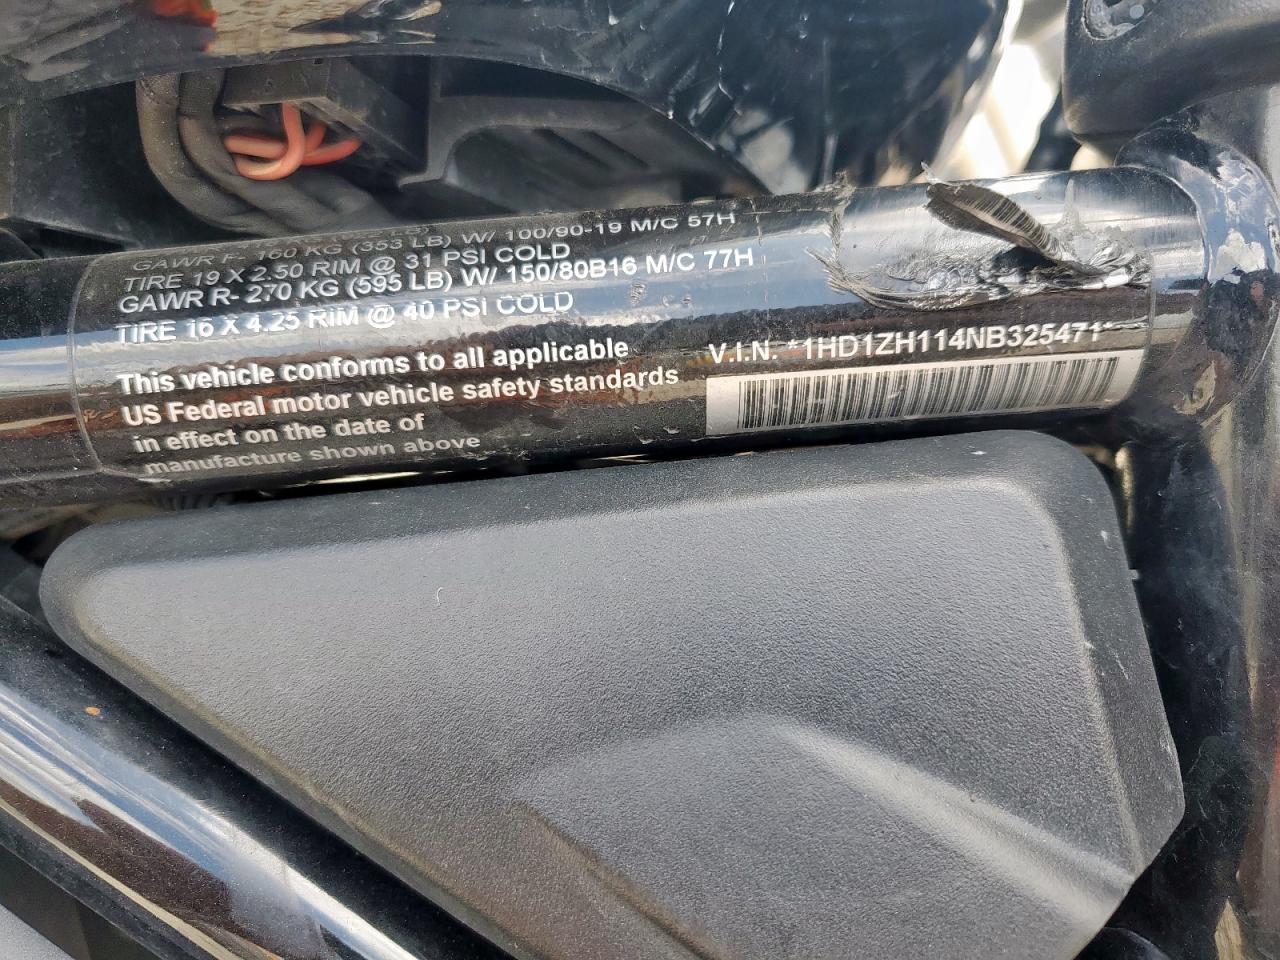 GAWR F- 160 KG (353 LB) W/ 100/90-19 M/C 57H
TIRE 19 X 2.50 RIM @ 31 PSI COLD
GAWR R- 270 KG (595 LB) W/ 150/80B16 M/C 77H
TIRE 16 X 4.25 RIM @ 40 PSI COLD
This vehicle conforms to all applicable
US Federal motor vehicle safety standards
in effect on the date of
manufacture shown above
V.I.N. *1HD1ZH114NB325471*